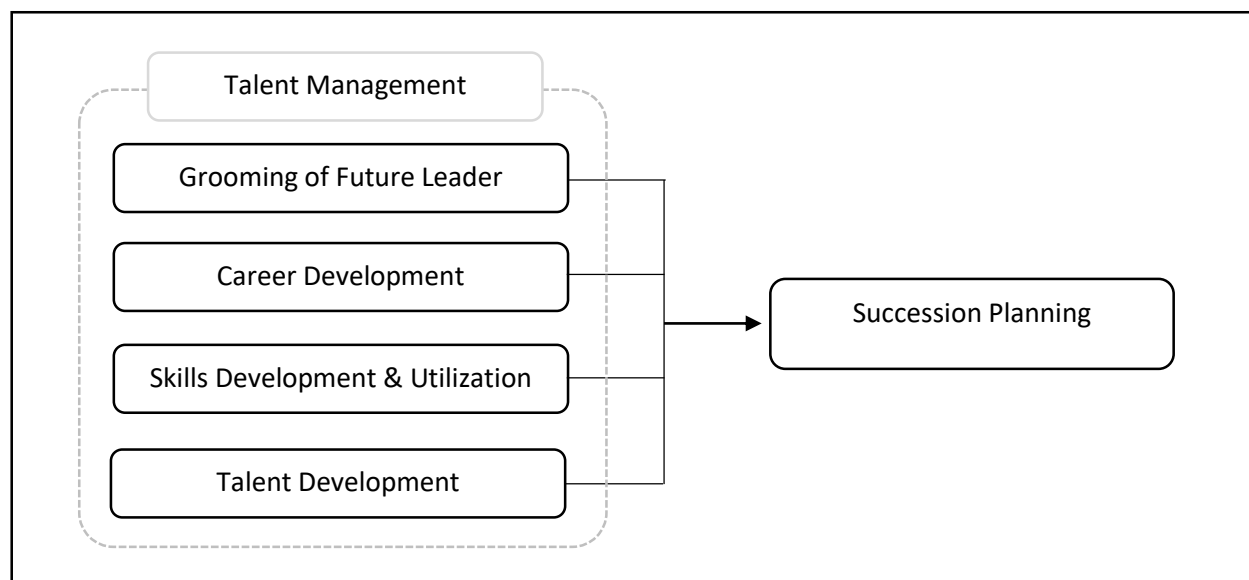 Talent Management
Grooming of Future Leader
Career Development
Skills Development & Utilization
Talent Development
Succession Planning